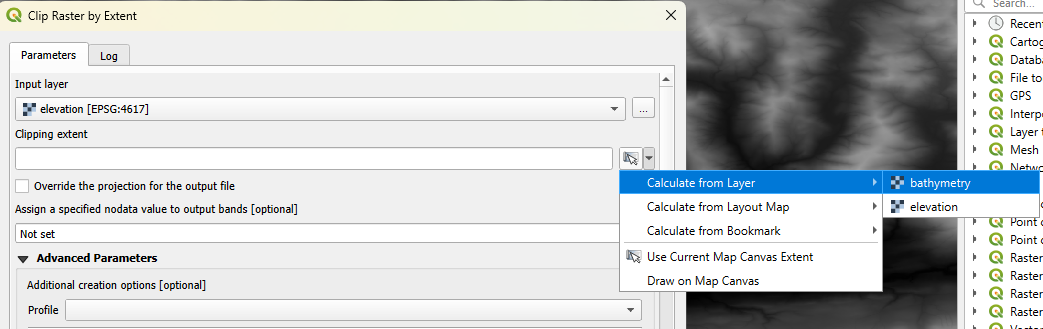 Clip Raster by Extent
Parameters
Log
Input layer
elevation [EPSG:4617]
...
Clipping extent
Override the projection for the output file
Assign a specified nodata value to output bands [optional]
Not set
Advanced Parameters
Additional creation options [optional]
Profile
Calculate from Layer
Calculate from Layout Map
Calculate from Bookmark
Use Current Map Canvas Extent
Draw on Map Canvas
bathymetry
elevation
Search...
Recent
Cartog
Databa
File to
GPS
Interpo
Layer t
Mesh
Netwo
Point c
Point c
Raster
Raster
Raster
Raster